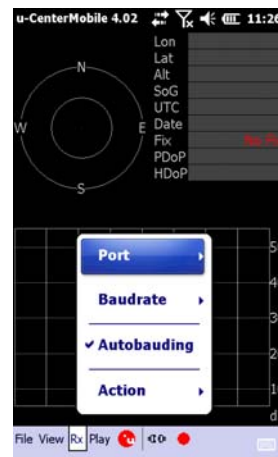 u-CenterMobile 4.02 11:26
Lon
Lat
Alt
SoG
UTC
Date
Fix
PDoP
HDoP
N
W E
S
5
4
3
2
1
d
Port
Baudrate
Autobauding
Action
File View Rx Play